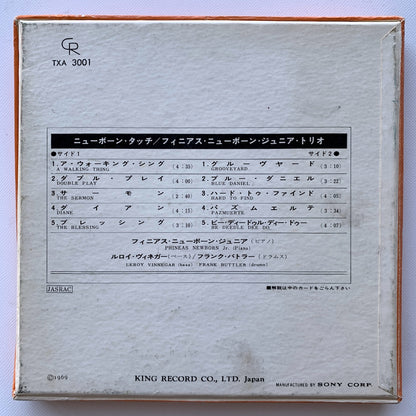 CR
TXA 3001
ニューボーン・タッチ/フィニアス・ニューボーン・ジュニア・トリオ
●サイド1 サイド2●
1.ア・ウォーキング・シング (4:35) 1.グルーヴヤード (3:10)
A WALKING THING GROOVEYARD
2.ダブル・プレイ (4:00) 2.ブルー・ダニエル (3:22)
DOUBLE PLAY BLUE DANIEL
3.サーモン (2:40) 3.ハード・トゥ・ファインド
THE SERMON HARD TO FIND
4.ダイアン (4:15) 4.パズムエルテ (3:34)
DIANE PAZMUERTE
5.ブレッシング (3:10) 5.ビー・ディードゥル・ディー・ドゥー (4:02)
THE BLESSING BE DEEDLE DEE DO
フィニアス・ニューボーン・ジュニア(ピアノ)
PHINEAS NEWBORN Jr. (Piano)
ルロイ・ヴィネガー(ベース)/フランク・バトラー(ドラムス)
LEROY VINNEGAR (bass) FRANK BUTTLER (drums)
JASRAC
■解説は中のカードをごらん下さい
©1969
KING RECORD CO., LTD. Japan
MANUFACTURED BY SONY CORP.